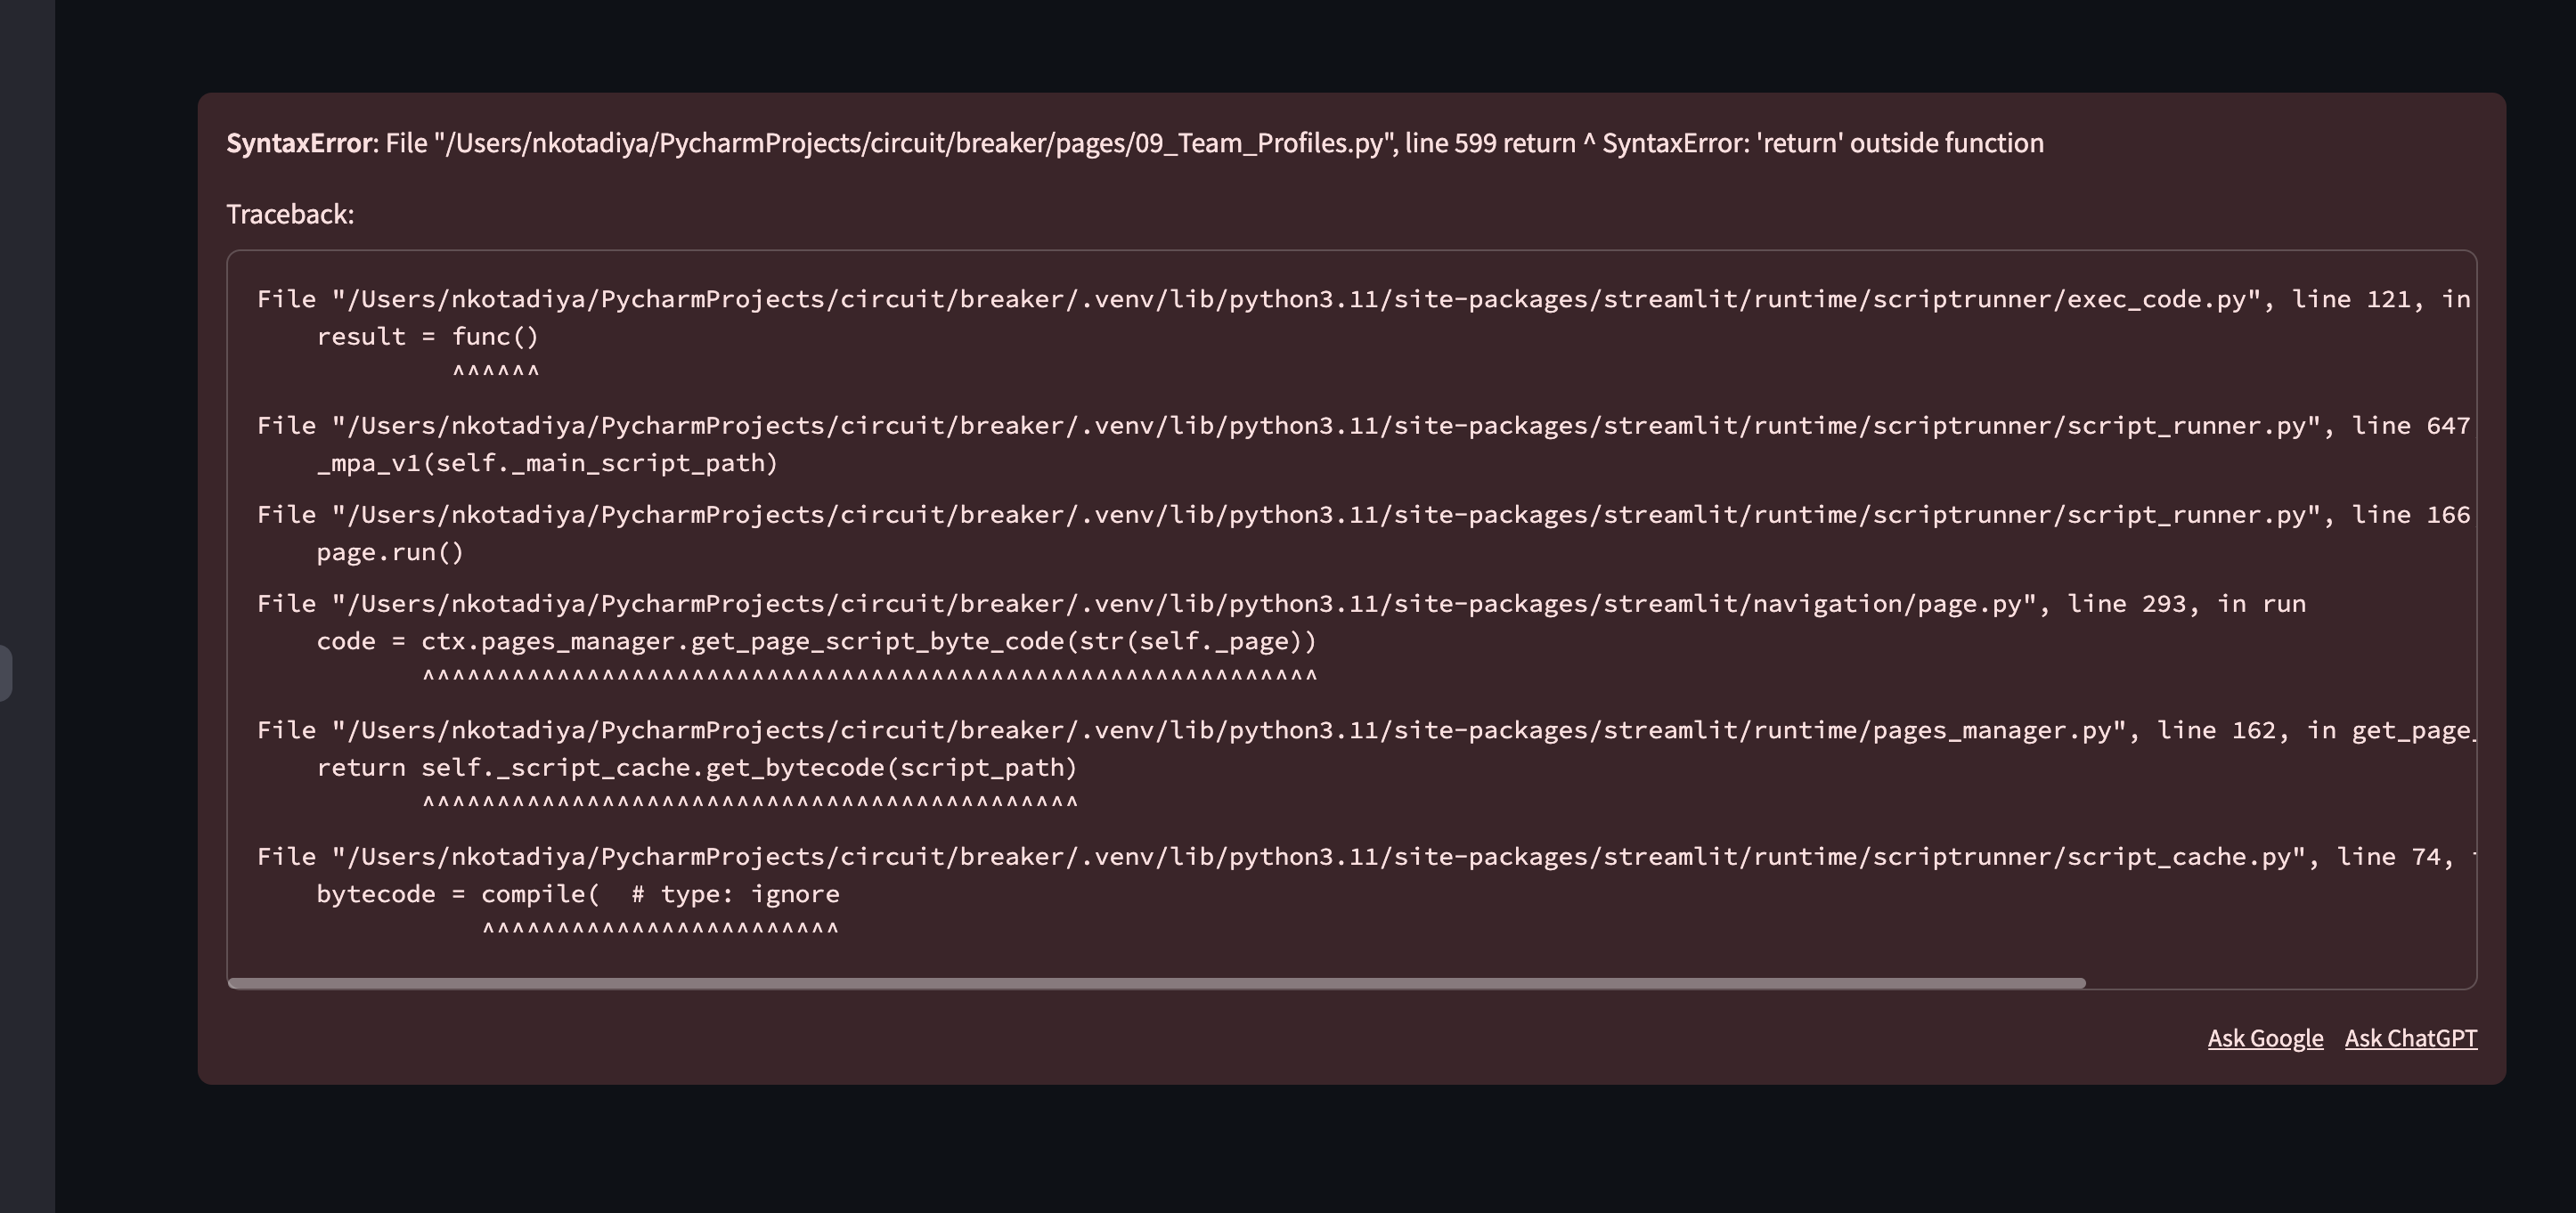 SyntaxError: File "/Users/nkotadiya/PycharmProjects/circuit/breaker/pages/09_Team_Profiles.py", line 599 return ^ SyntaxError: 'return' outside function
Traceback:
File "/Users/nkotadiya/PycharmProjects/circuit/breaker/.venv/lib/python3.11/site-packages/streamlit/runtime/scriptrunner/exec_code.py", line 121, in
    result = func()
             ^^^^^^
File "/Users/nkotadiya/PycharmProjects/circuit/breaker/.venv/lib/python3.11/site-packages/streamlit/runtime/scriptrunner/script_runner.py", line 647
    _mpa_v1(self._main_script_path)
File "/Users/nkotadiya/PycharmProjects/circuit/breaker/.venv/lib/python3.11/site-packages/streamlit/runtime/scriptrunner/script_runner.py", line 166
    page.run()
File "/Users/nkotadiya/PycharmProjects/circuit/breaker/.venv/lib/python3.11/site-packages/streamlit/navigation/page.py", line 293, in run
    code = ctx.pages_manager.get_page_script_byte_code(str(self._page))
           ^^^^^^^^^^^^^^^^^^^^^^^^^^^^^^^^^^^^^^^^^^^^^^^^^^^^^^^^^^^^
File "/Users/nkotadiya/PycharmProjects/circuit/breaker/.venv/lib/python3.11/site-packages/streamlit/runtime/pages_manager.py", line 162, in get_page_
    return self._script_cache.get_bytecode(script_path)
           ^^^^^^^^^^^^^^^^^^^^^^^^^^^^^^^^^^^^^^^^^^^^
File "/Users/nkotadiya/PycharmProjects/circuit/breaker/.venv/lib/python3.11/site-packages/streamlit/runtime/scriptrunner/script_cache.py", line 74,
    bytecode = compile(  # type: ignore
               ^^^^^^^^^^^^^^^^^^^^^^^^
Ask Google Ask ChatGPT